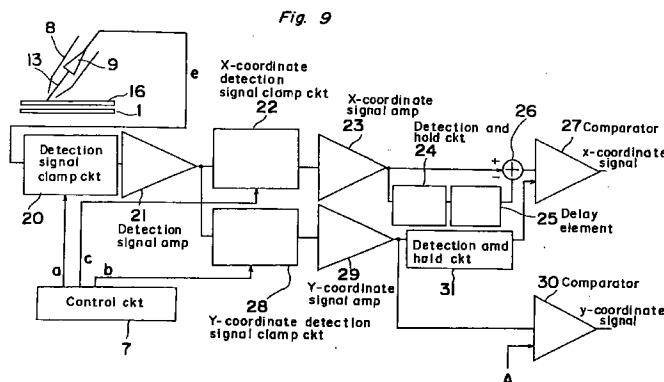 Fig. 9
8
13
9
e
16
1
X-coordinate
detection
signal clamp ckt
22
X-coordinate
signal amp
23
Detection and
hold ckt
24
26
+
−
27 Comparator
x-coordinate
signal
Detection
signal clamp
ckt
20
21
Detection
signal amp
25 Delay
element
a
c
b
28
29
Y-coordinate
signal amp
Detection amd
hold ckt
31
30 Comparator
y-coordinate
signal
Control ckt
7
Y-coordinate detection
signal clamp ckt
A